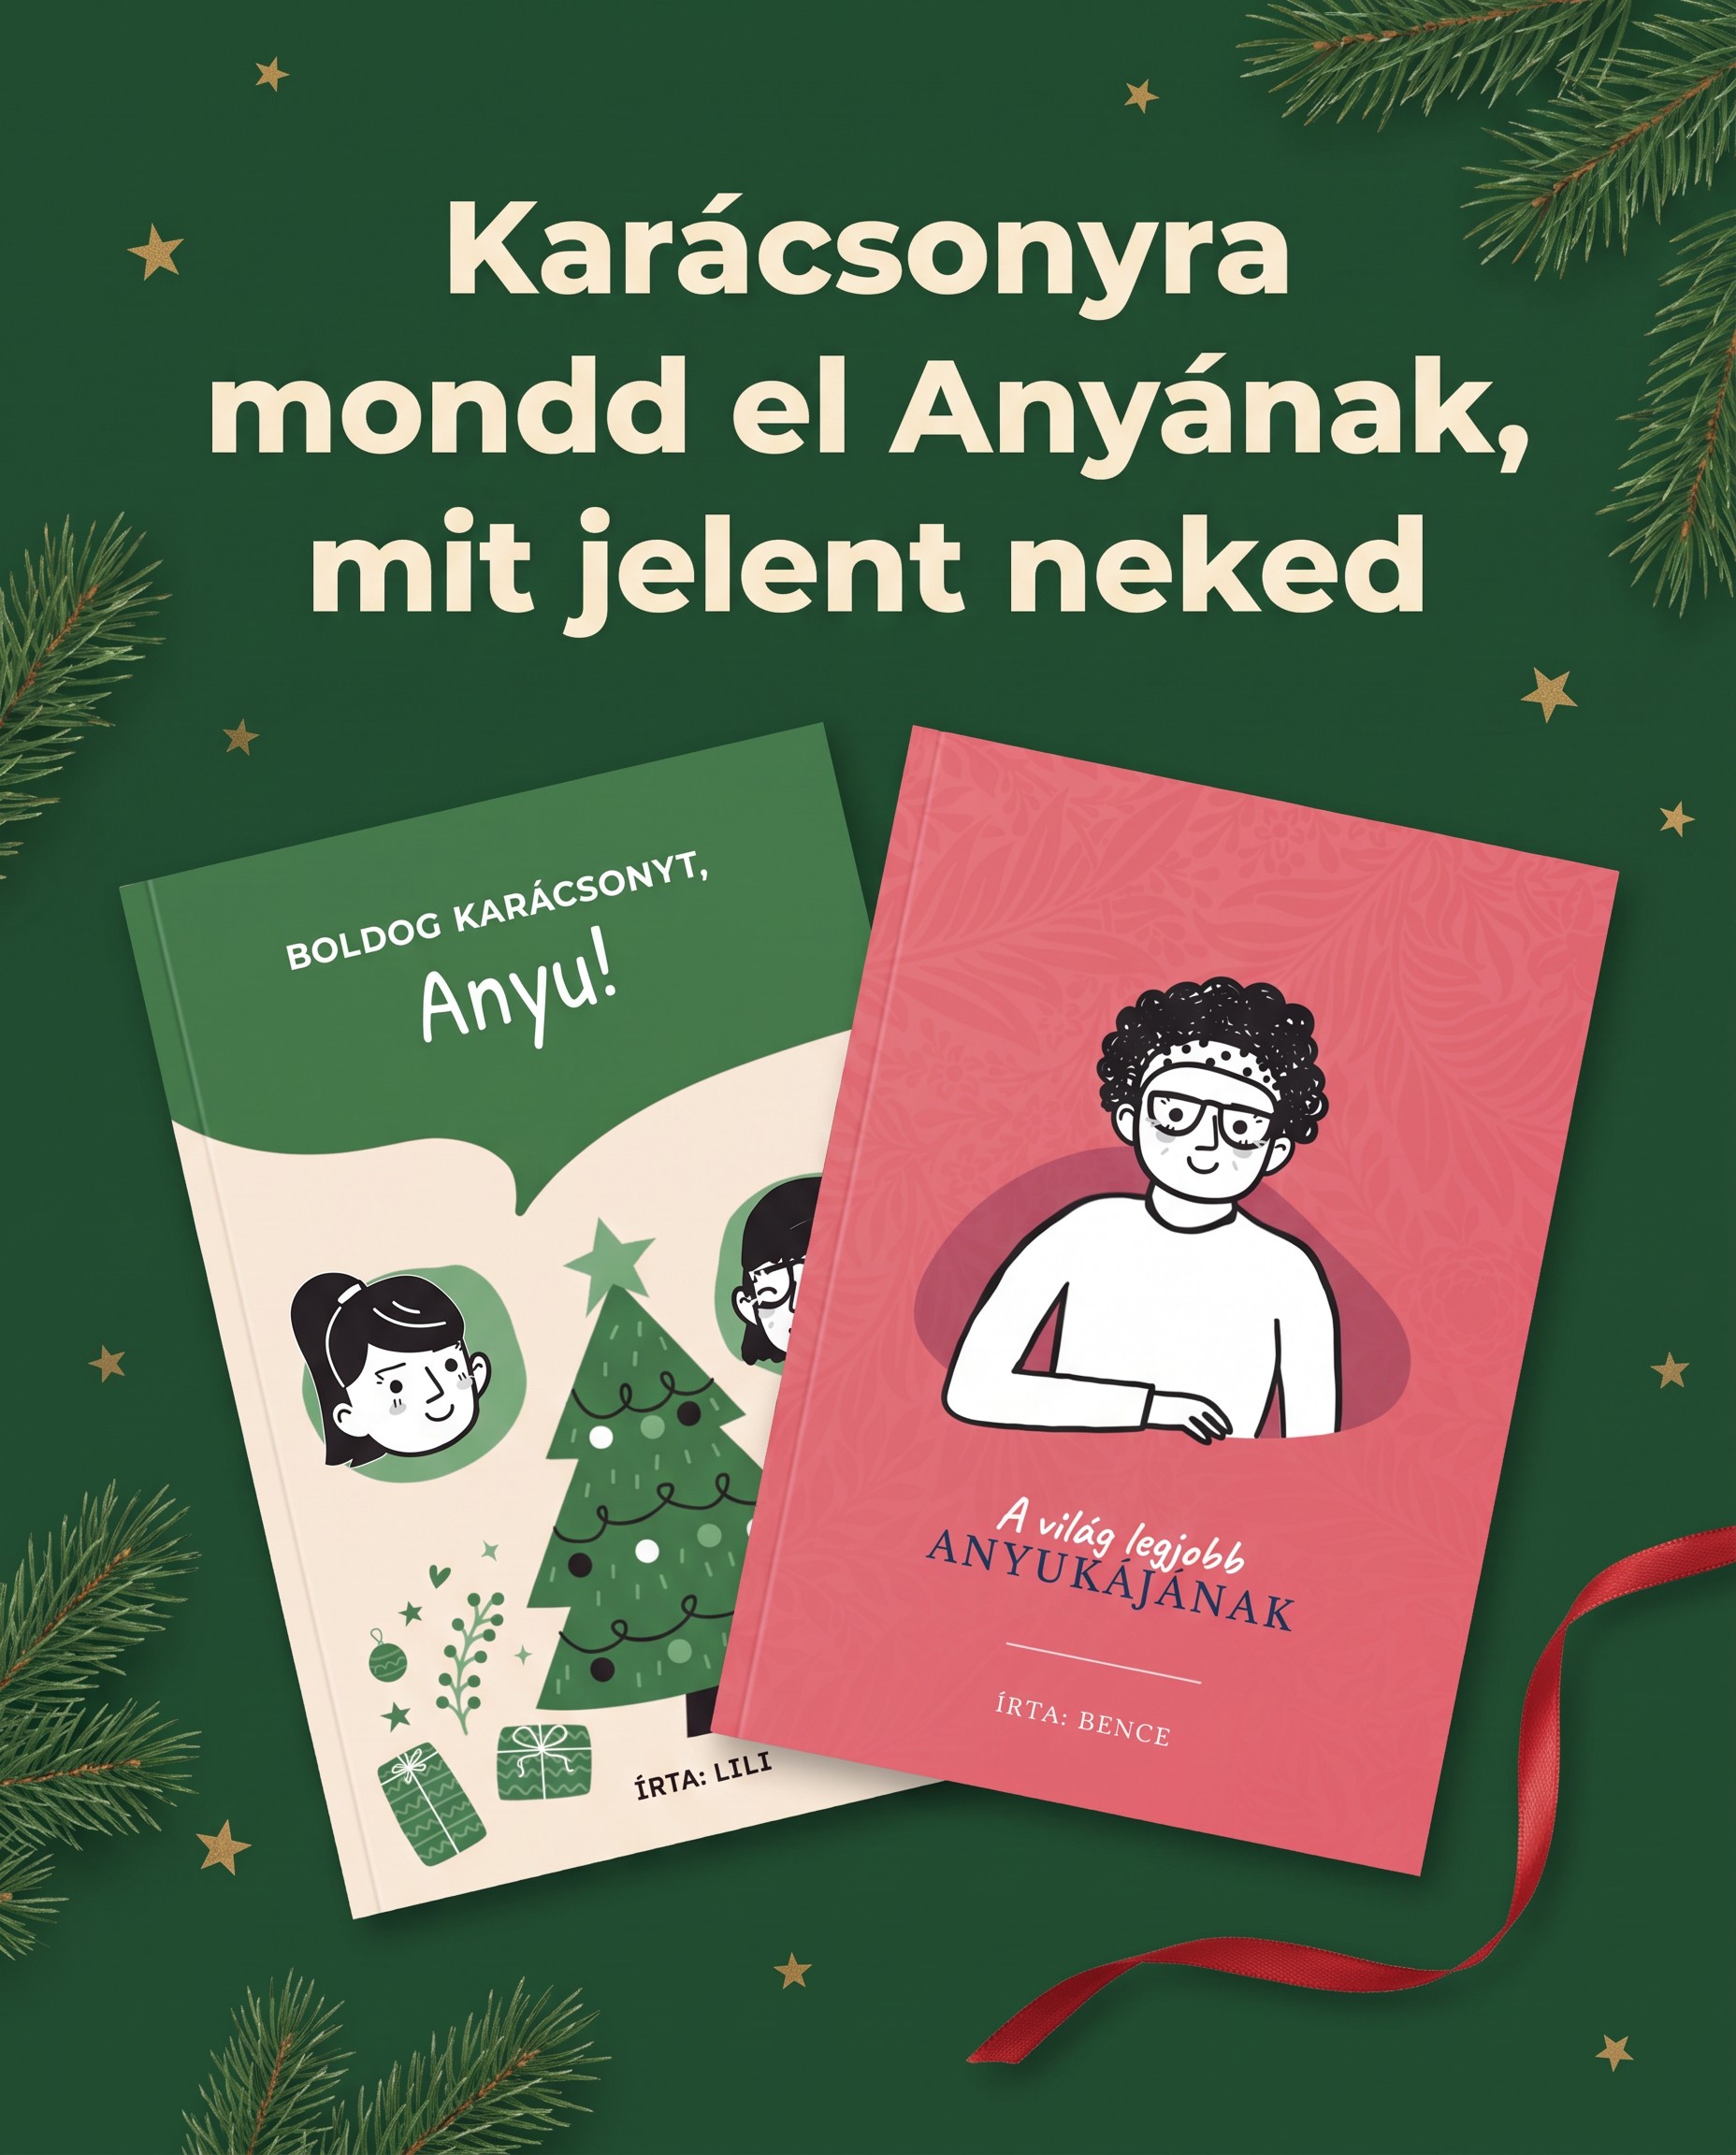 Karácsonyra
mondd el Anyának,
mit jelent neked
BOLDOG KARÁCSONYT,
Anyu!
ÍRTA: LILI
A világ legjobb
ANYUKÁJÁNAK
ÍRTA: BENCE